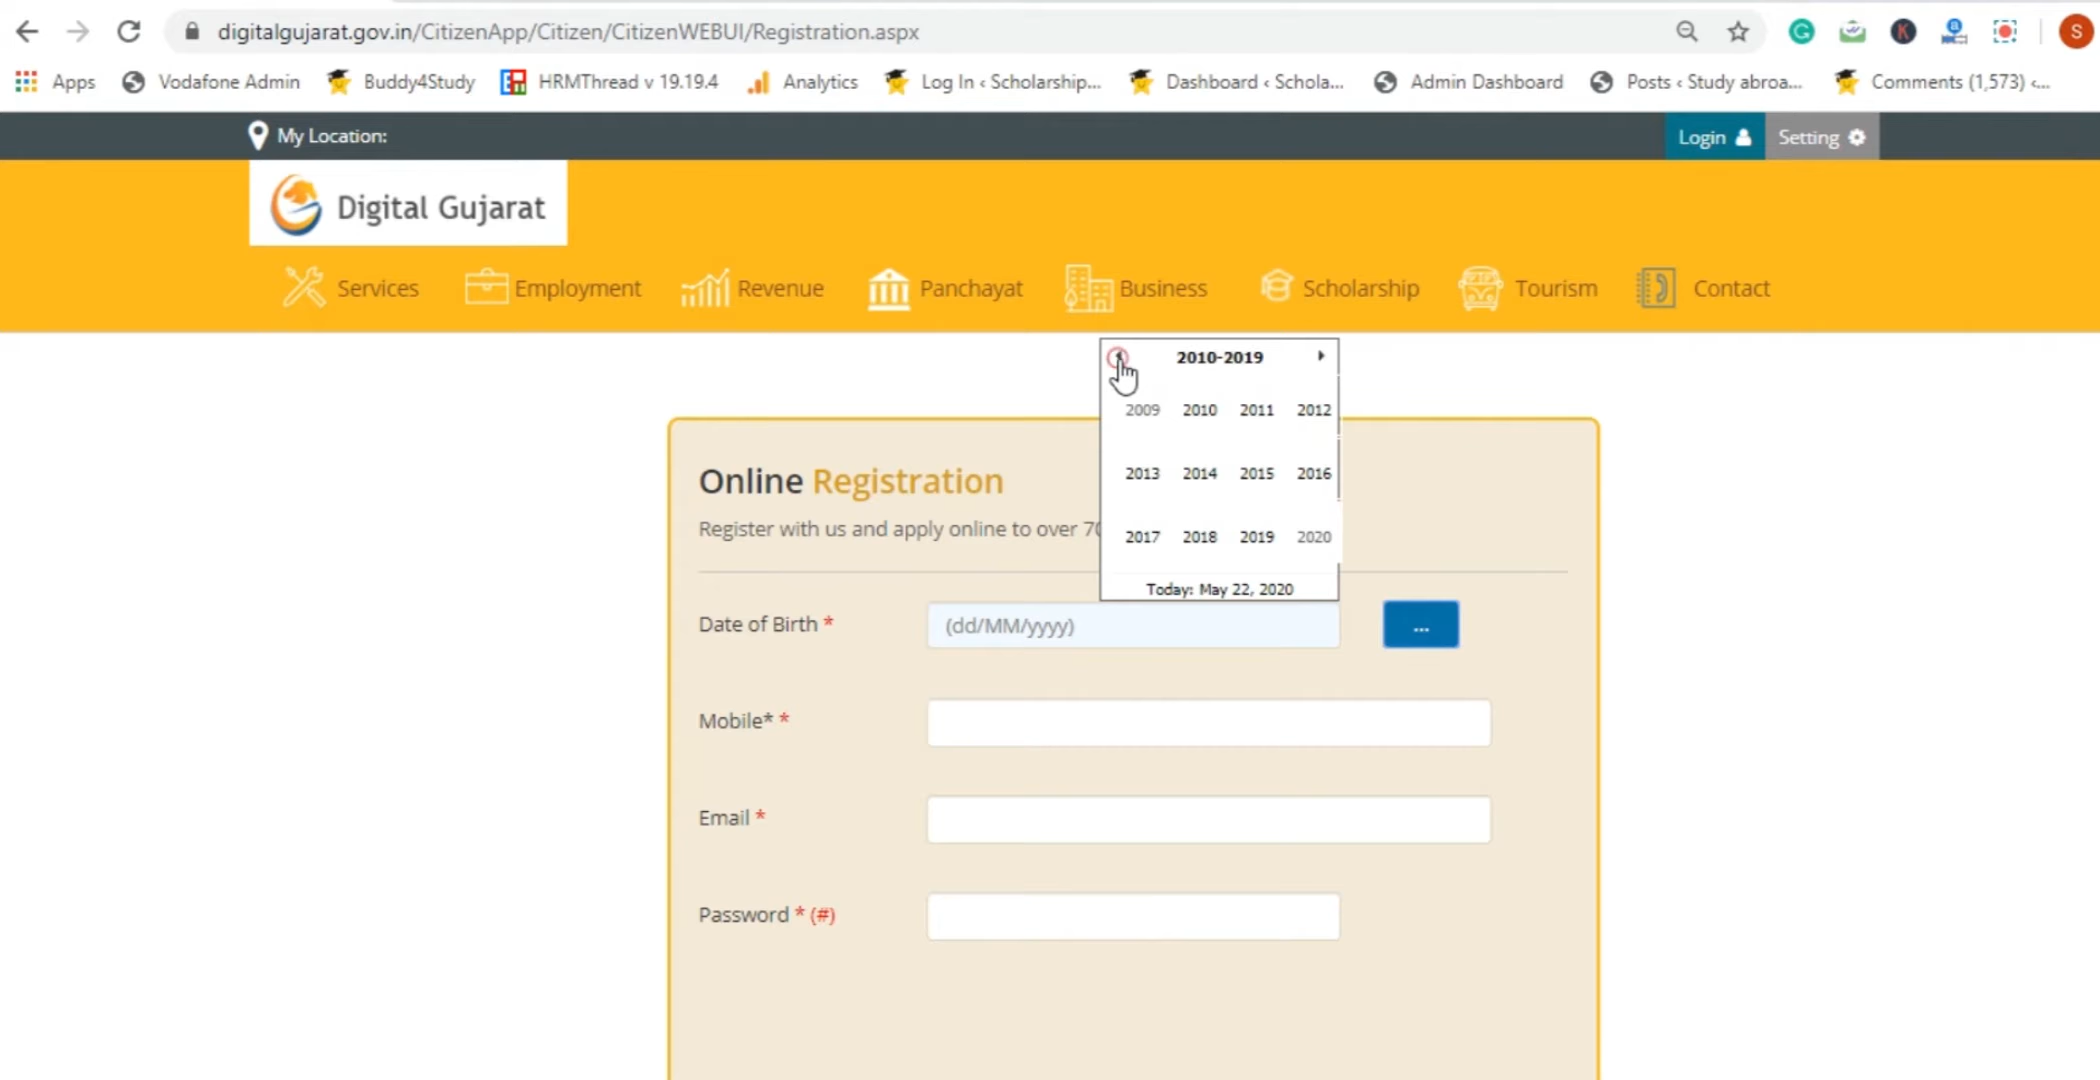 digitalgujarat.gov.in/CitizenApp/Citizen/CitizenWEBUI/Registration.aspx
S
Apps Vodafone Admin Buddy4Study HRMThread v 19.19.4 Analytics Log In ‹ Scholarship... Dashboard ‹ Schola... Admin Dashboard Posts ‹ Study abroa... Comments (1,573) ‹...
My Location:
Login Setting
Digital Gujarat
Services Employment Revenue Panchayat Business Scholarship Tourism Contact
2010-2019
2009 2010 2011 2012
2013 2014 2015 2016
2017 2018 2019 2020
Today: May 22, 2020
Online Registration
Register with us and apply online to over
Date of Birth * (dd/MM/yyyy) ...
Mobile* *
Email *
Password * (#)